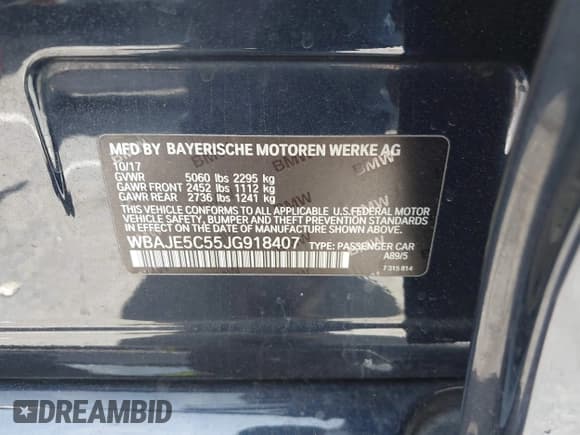 MFD BY BAYERISCHE MOTOREN WERKE AG
10/17
GVWR 5060 lbs 2295 kg
GAWR FRONT 2452 lbs 1112 kg
GAWR REAR 2736 lbs 1241 kg
THIS VEHICLE CONFORMS TO ALL APPLICABLE U.S.FEDERAL MOTOR
VEHICLE SAFETY, BUMPER AND THEFT PREVENTION STANDARDS
IN EFFECT ON THE DATE OF MANUFACTURE SHOWN ABOVE.
WBAJE5C55JG918407 TYPE: PASSENGER CAR
A89/5
7 315 814
BMW BMW BMW
DREAMBID